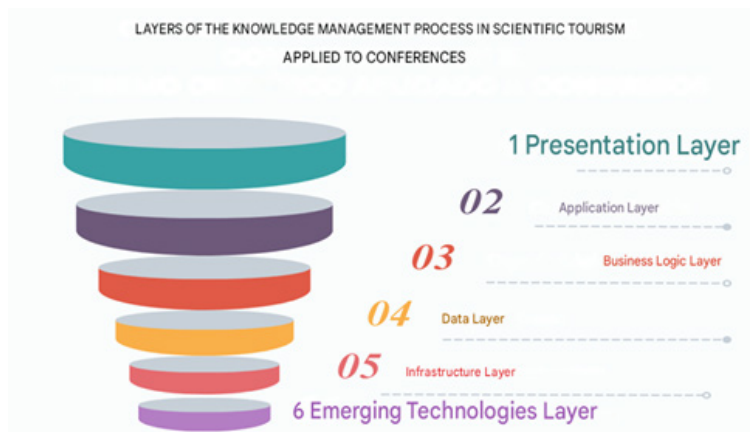 LAYERS OF THE KNOWLEDGE MANAGEMENT PROCESS IN SCIENTIFIC TOURISM
APPLIED TO CONFERENCES
1 Presentation Layer
02 Application Layer
03 Business Logic Layer
04 Data Layer
05 Infrastructure Layer
6 Emerging Technologies Layer